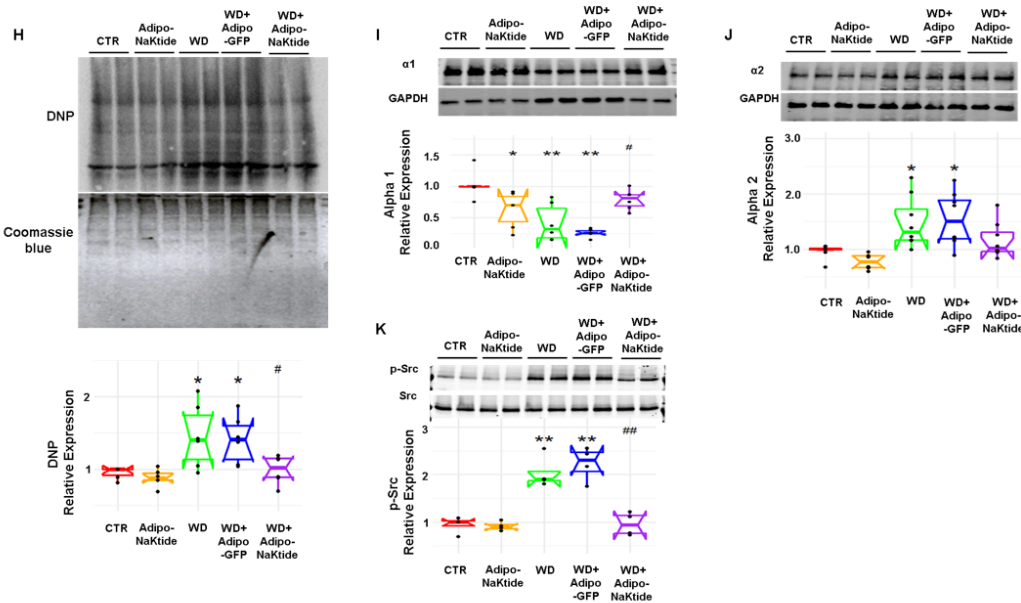 H
CTR
Adipo-
NaKtide
WD
WD+
Adipo
-GFP
WD+
Adipo-
NaKtide
DNP
Coomassie
blue
DNP
Relative Expression
2
1
*
*
#
CTR
Adipo-
NaKtide
WD
WD+
Adipo
-GFP
WD+
Adipo-
NaKtide
I
CTR
Adipo-
NaKtide
WD
WD+
Adipo
-GFP
WD+
Adipo-
NaKtide
α1
GAPDH
Alpha 1
Relative Expression
1.5
1.0
0.5
0.0
*
**
**
#
CTR
Adipo-
NaKtide
WD
WD+
Adipo
-GFP
WD+
Adipo-
NaKtide
J
CTR
Adipo-
NaKtide
WD
WD+
Adipo
-GFP
WD+
Adipo-
NaKtide
α2
GAPDH
Alpha 2
Relative Expression
3.0
2.0
1.0
*
*
CTR
Adipo-
NaKtide
WD
WD+
Adipo
-GFP
WD+
Adipo-
NaKtide
K
CTR
Adipo-
NaKtide
WD
WD+
Adipo
-GFP
WD+
Adipo-
NaKtide
p-Src
Src
p-Src
Relative Expression
3
2
1
**
**
##
CTR
Adipo-
NaKtide
WD
WD+
Adipo
-GFP
WD+
Adipo-
NaKtide